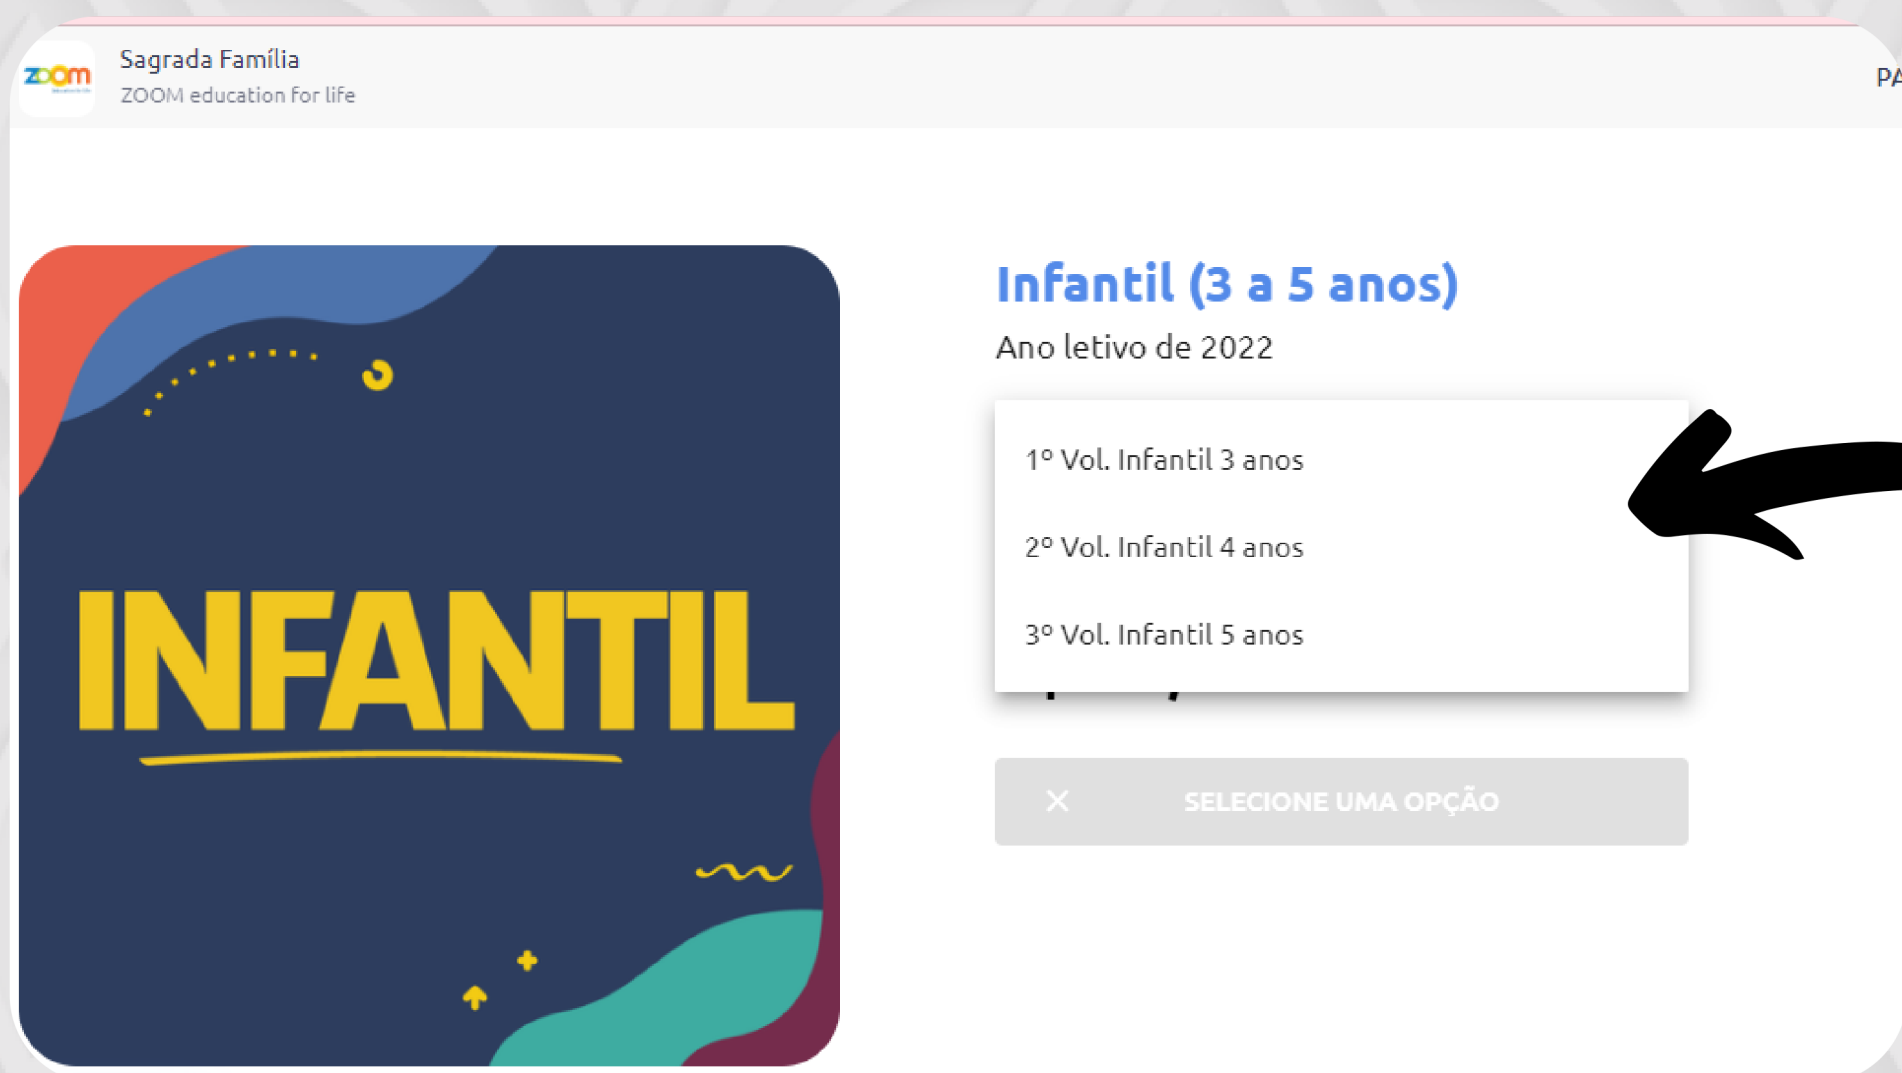 zoom
Sagrada Família
ZOOM education for life
PA
INFANTIL
Infantil (3 a 5 anos)
Ano letivo de 2022
1º Vol. Infantil 3 anos
2º Vol. Infantil 4 anos
3º Vol. Infantil 5 anos
SELECIONE UMA OPÇÃO